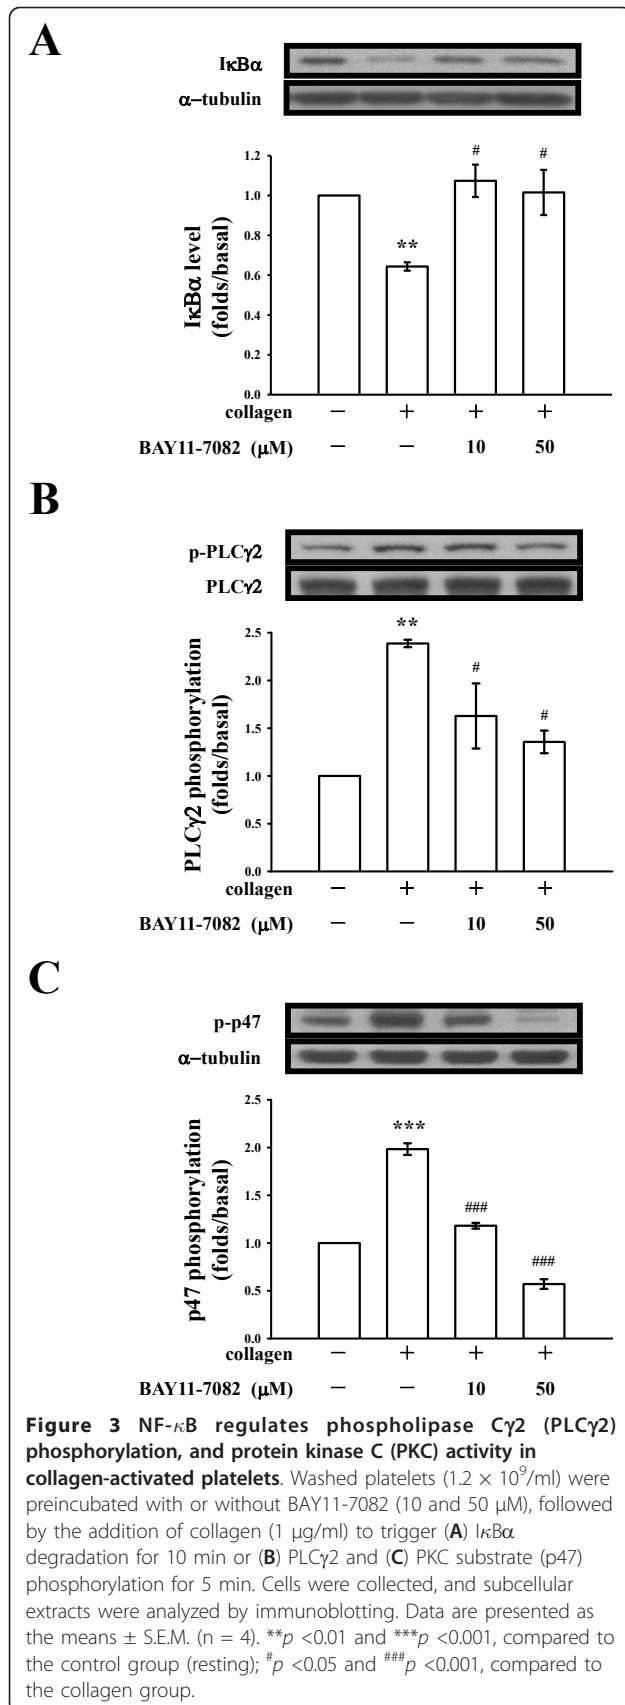 A
IκBα
α−tubulin
# #
1.2
1.0
**
0.8
0.6
0.4
0.2
0.0
IκBα level
(folds/basal)
collagen − + + +
BAY11-7082 (μM) − − 10 50
B
p-PLCγ2
PLCγ2
**
2.5
#
2.0
#
1.5
1.0
0.5
0.0
PLCγ2 phosphorylation
(folds/basal)
collagen − + + +
BAY11-7082 (μM) − − 10 50
C
p-p47
α−tubulin
2.5
***
2.0
###
1.5
###
1.0
0.5
0.0
p47 phosphorylation
(folds/basal)
collagen − + + +
BAY11-7082 (μM) − − 10 50
Figure 3 NF-κB regulates phospholipase Cγ2 (PLCγ2)
phosphorylation, and protein kinase C (PKC) activity in
collagen-activated platelets. Washed platelets (1.2 × 10⁹/ml) were
preincubated with or without BAY11-7082 (10 and 50 μM), followed
by the addition of collagen (1 μg/ml) to trigger (A) IκBα
degradation for 10 min or (B) PLCγ2 and (C) PKC substrate (p47)
phosphorylation for 5 min. Cells were collected, and subcellular
extracts were analyzed by immunoblotting. Data are presented as
the means ± S.E.M. (n = 4). **p <0.01 and ***p <0.001, compared to
the control group (resting); #p <0.05 and ###p <0.001, compared to
the collagen group.